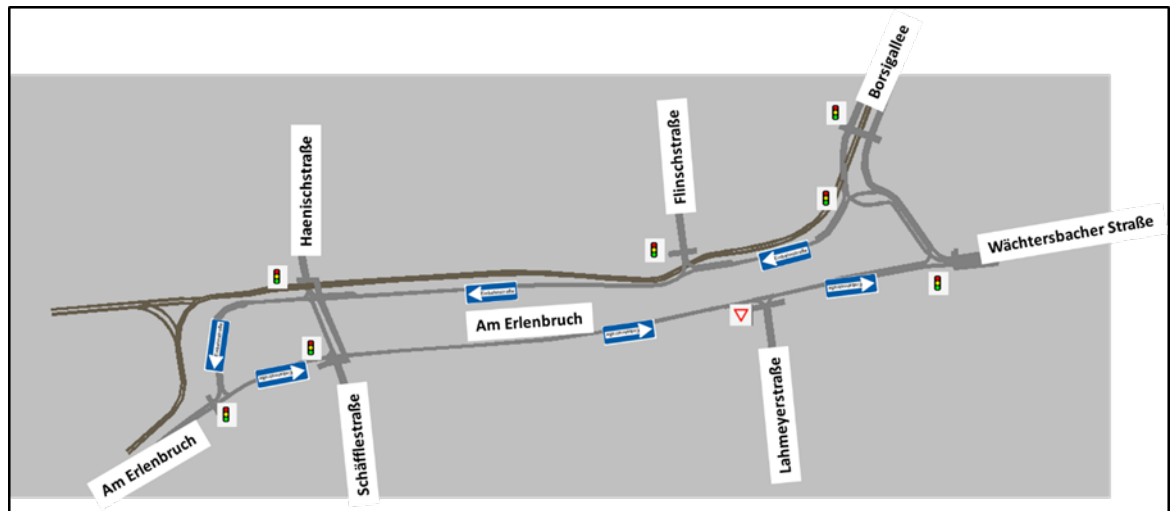 Borsigallee
Flinschstraße
Haenischstraße
Wächtersbacher Straße
Am Erlenbruch
Am Erlenbruch
Schäfflestraße
Lahmeyerstraße